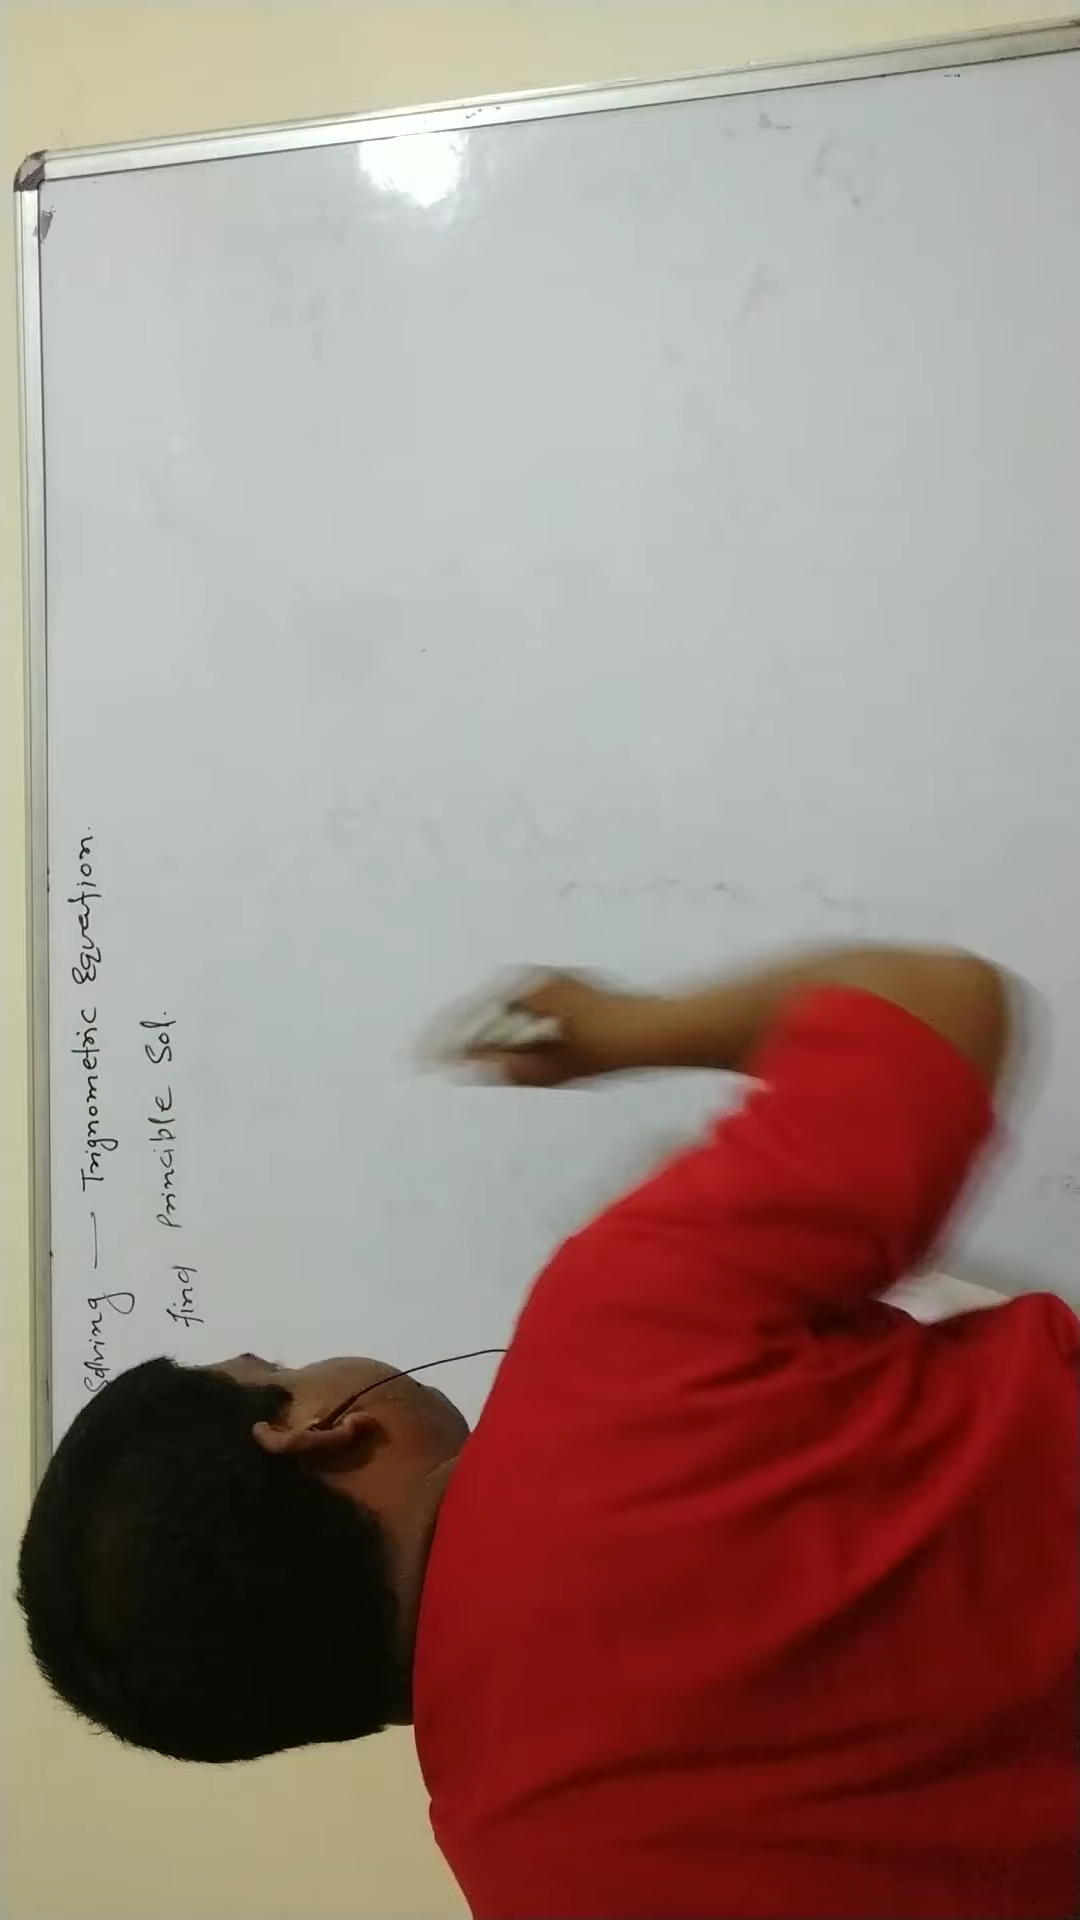 Solving — Trignometric Equation.
find principle Sol.